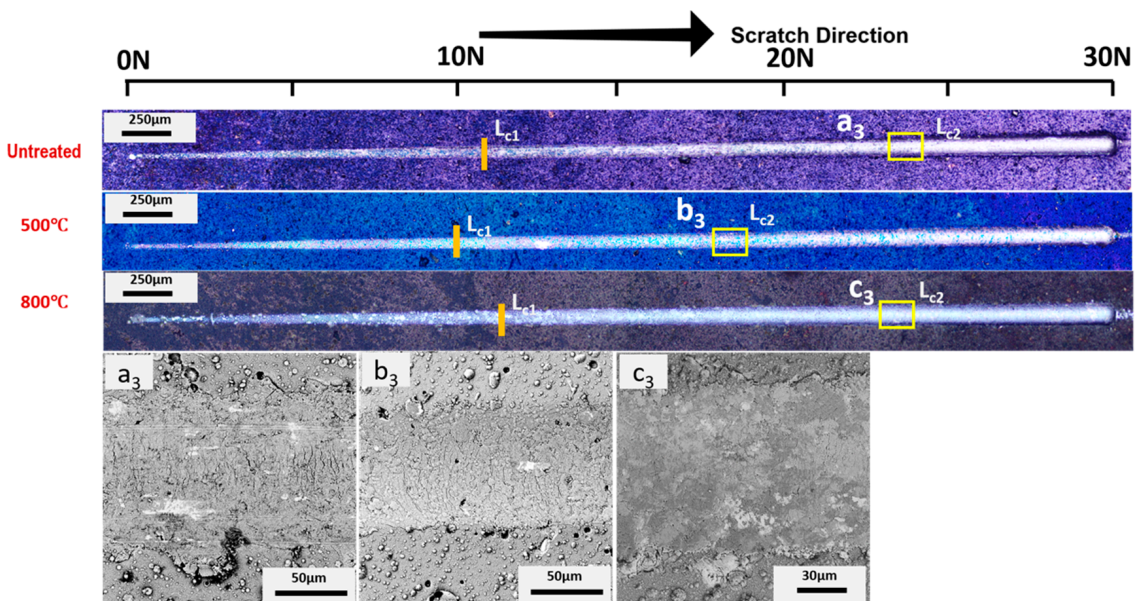 Scratch Direction
0N
10N
20N
30N
Untreated
250μm
Lc1
a3
Lc2
500℃
250μm
Lc1
b3
Lc2
800℃
250μm
Lc1
c3
Lc2
a3
50μm
b3
50μm
c3
30μm